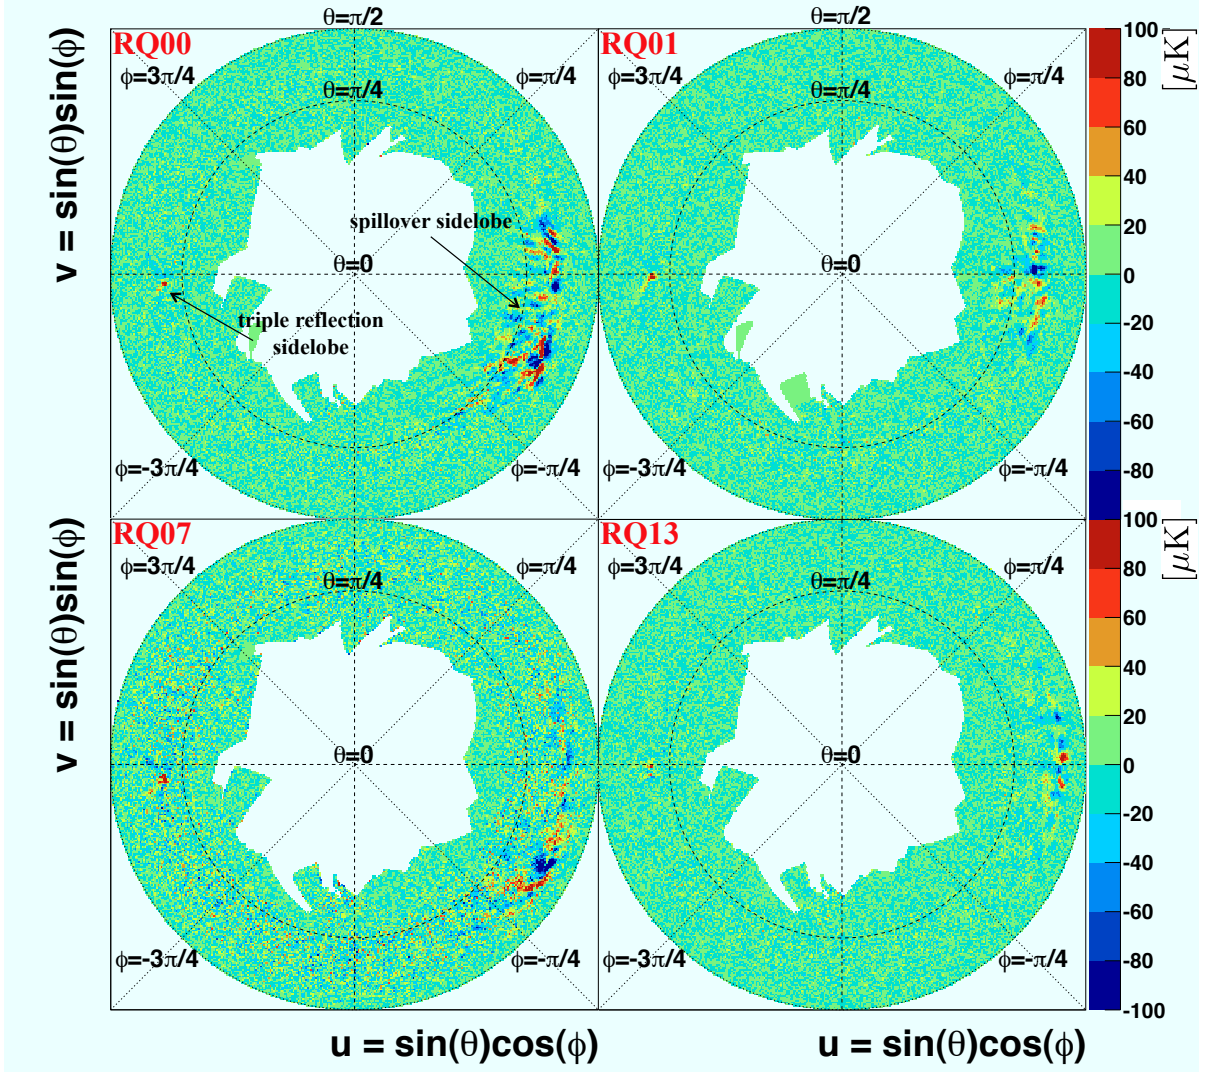 θ=π/2
θ=π/2
RQ00
RQ01
100
[μK]
φ=3π/4
φ=π/4
φ=3π/4
φ=π/4
80
θ=π/4
θ=π/4
60
40
v = sin(θ)sin(φ)
20
spillover sidelobe
θ=0
θ=0
0
triple reflection
sidelobe
-20
-40
-60
φ=-3π/4
φ=-π/4
φ=-3π/4
φ=-π/4
-80
RQ07
RQ13
100
[μK]
φ=3π/4
φ=π/4
φ=3π/4
φ=π/4
80
θ=π/4
θ=π/4
60
40
v = sin(θ)sin(φ)
20
θ=0
θ=0
0
-20
-40
-60
φ=-3π/4
φ=-π/4
φ=-3π/4
φ=-π/4
-80
-100
u = sin(θ)cos(φ)
u = sin(θ)cos(φ)